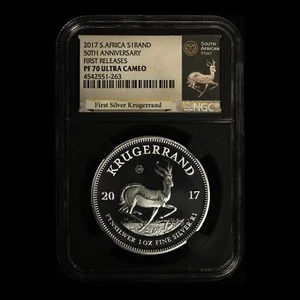 2017 S.AFRICA S1RAND
50TH ANNIVERSARY
FIRST RELEASES
PF 70 ULTRA CAMEO
4542551-263
SOUTH
AFRICAN
MINT
NGC
First Silver Krugerrand
KRUGERRAND
20 17
FYNSILWER 1 OZ FINE SILVER R1